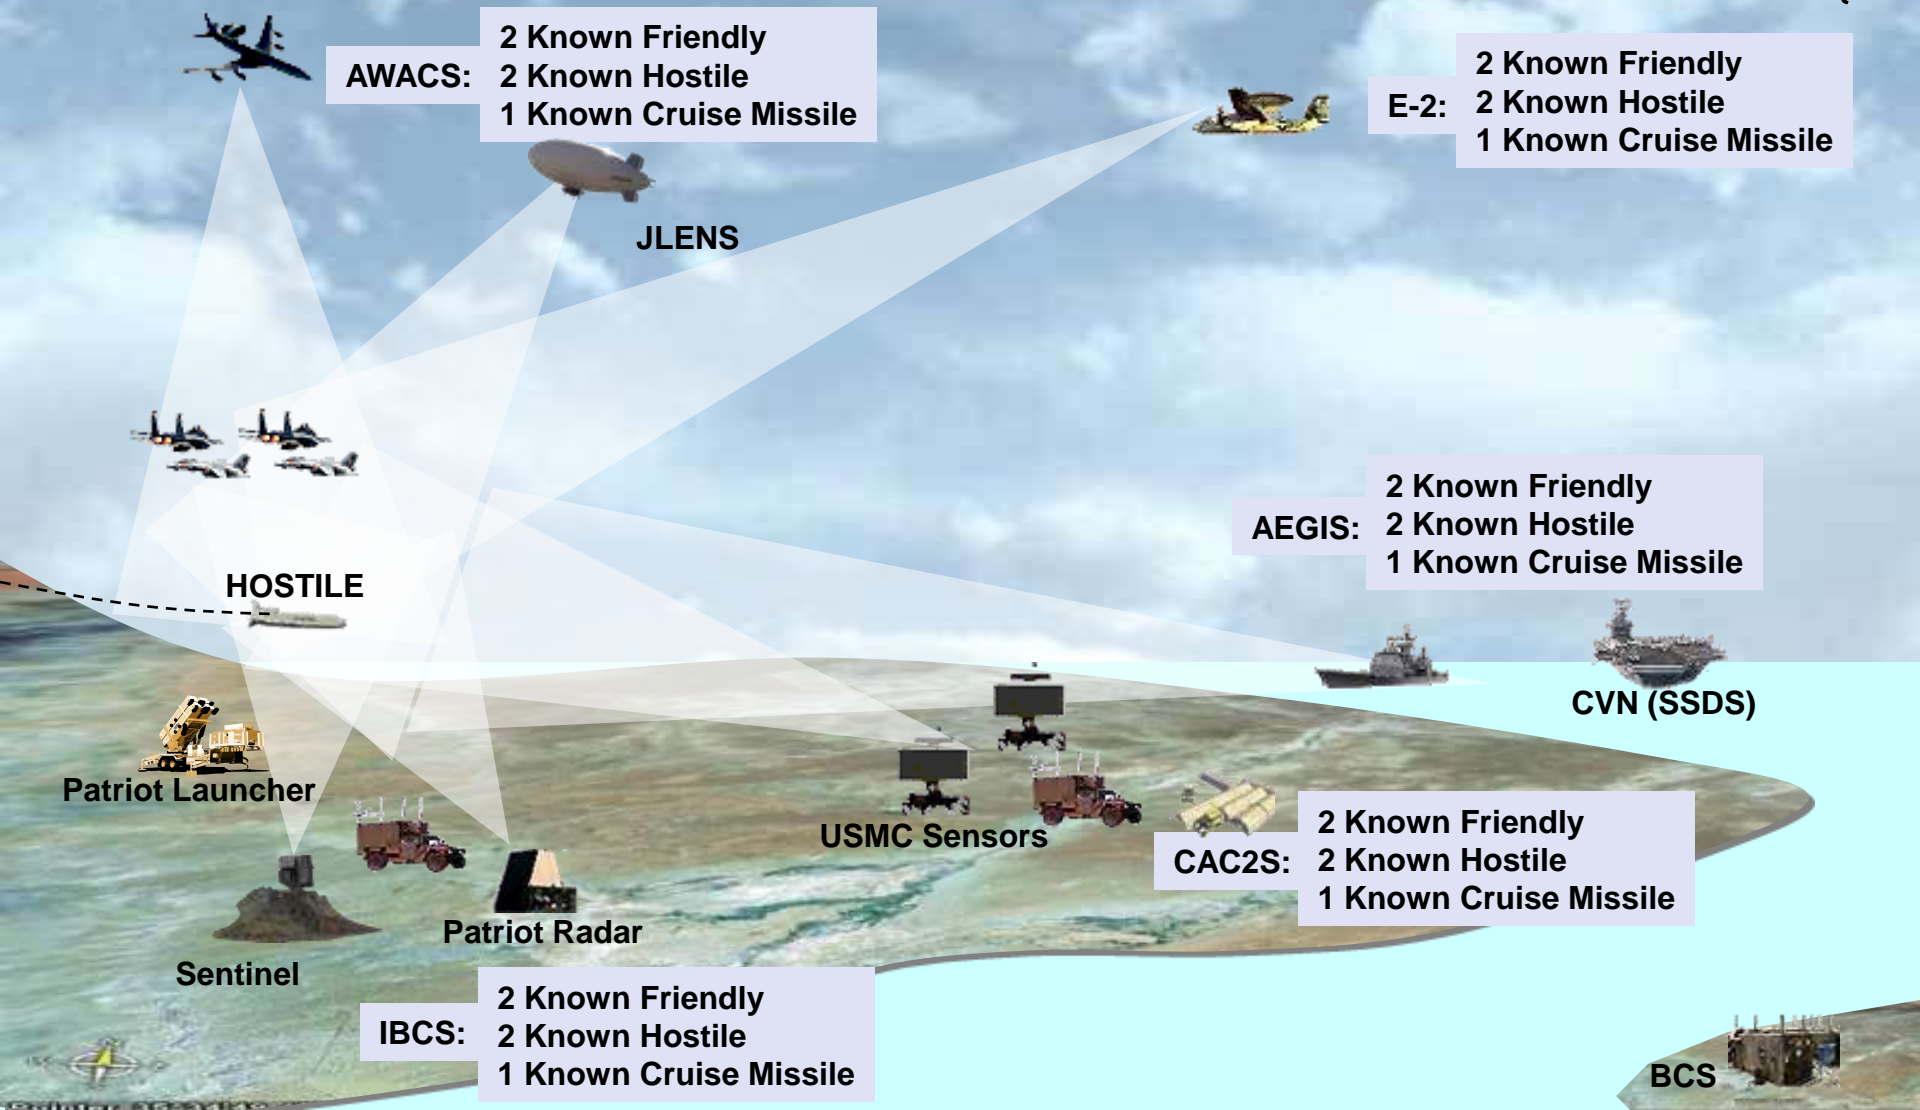 2 Known Friendly
AWACS: 2 Known Hostile
1 Known Cruise Missile
2 Known Friendly
E-2: 2 Known Hostile
1 Known Cruise Missile
JLENS
2 Known Friendly
AEGIS: 2 Known Hostile
1 Known Cruise Missile
HOSTILE
CVN (SSDS)
Patriot Launcher
USMC Sensors
2 Known Friendly
CAC2S: 2 Known Hostile
1 Known Cruise Missile
Patriot Radar
Sentinel
2 Known Friendly
IBCS: 2 Known Hostile
1 Known Cruise Missile
BCS